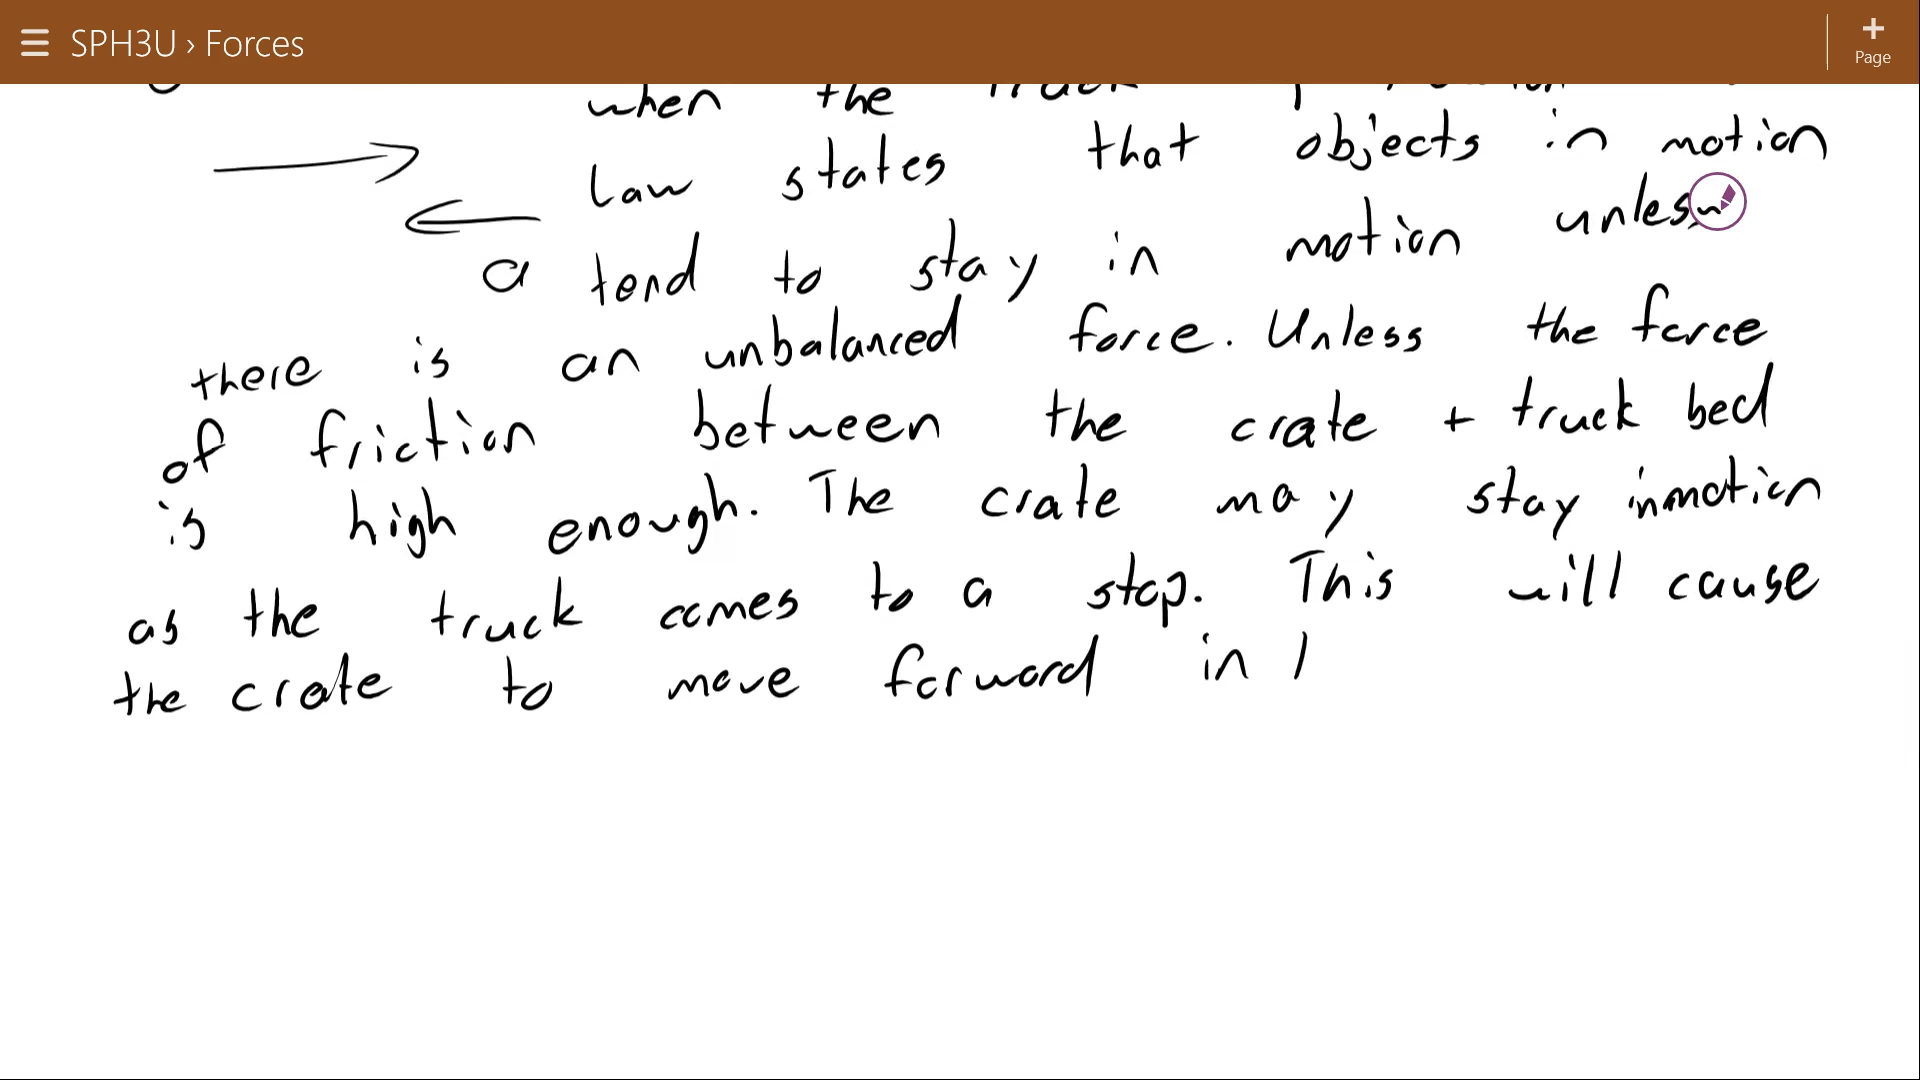 SPH3U › Forces
Page
when the truck
law states that objects in motion
a tend to stay in motion unless
there is an unbalanced force. Unless the force
of friction between the crate + truck bed
is high enough. The crate may stay inmotion
as the truck comes to a stop. This will cause
the crate to move forward in